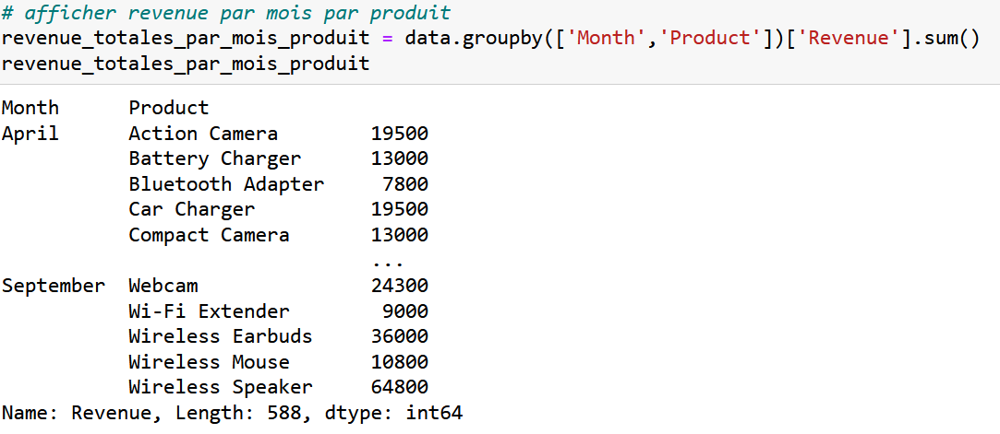 # afficher revenue par mois par produit
revenue_totales_par_mois_produit = data.groupby(['Month','Product'])['Revenue'].sum()
revenue_totales_par_mois_produit
Month      Product
April      Action Camera        19500
           Battery Charger      13000
           Bluetooth Adapter     7800
           Car Charger          19500
           Compact Camera       13000
                                ...
September  Webcam               24300
           Wi-Fi Extender        9000
           Wireless Earbuds     36000
           Wireless Mouse       10800
           Wireless Speaker     64800
Name: Revenue, Length: 588, dtype: int64